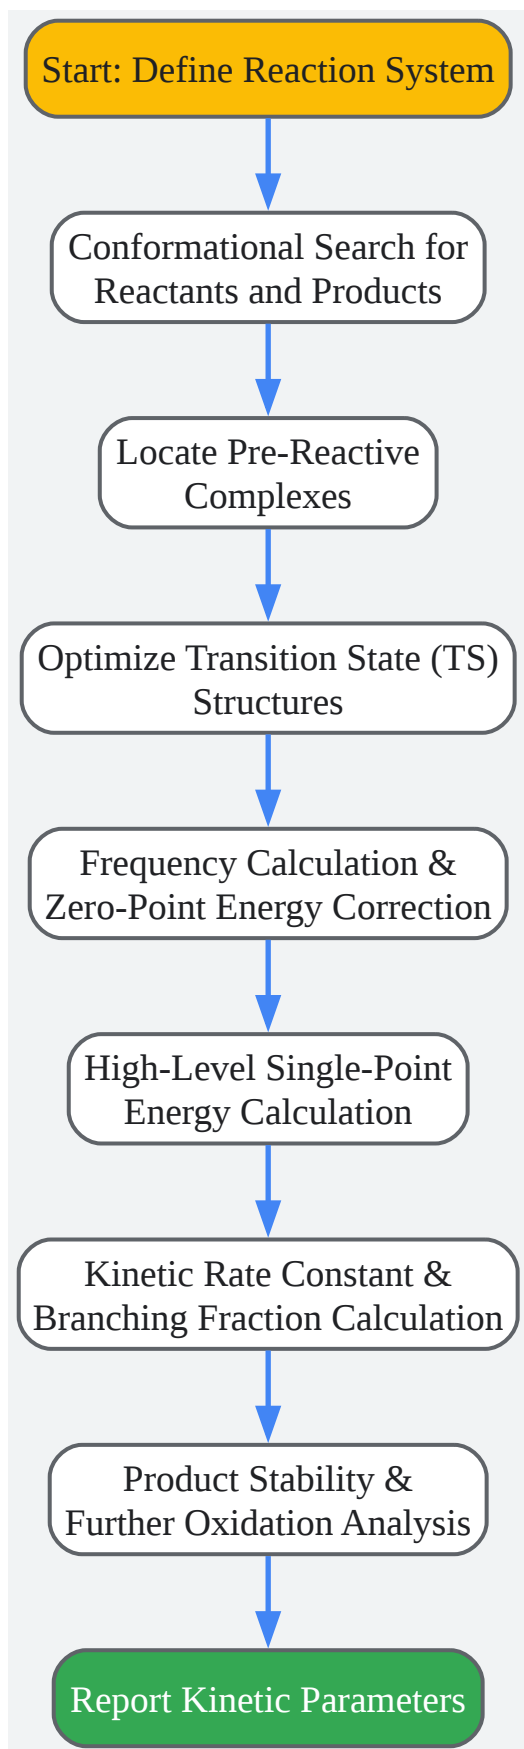 Start: Define Reaction System
Conformational Search for
Reactants and Products
Locate Pre-Reactive
Complexes
Optimize Transition State (TS)
Structures
Frequency Calculation &
Zero-Point Energy Correction
High-Level Single-Point
Energy Calculation
Kinetic Rate Constant &
Branching Fraction Calculation
Product Stability &
Further Oxidation Analysis
Report Kinetic Parameters